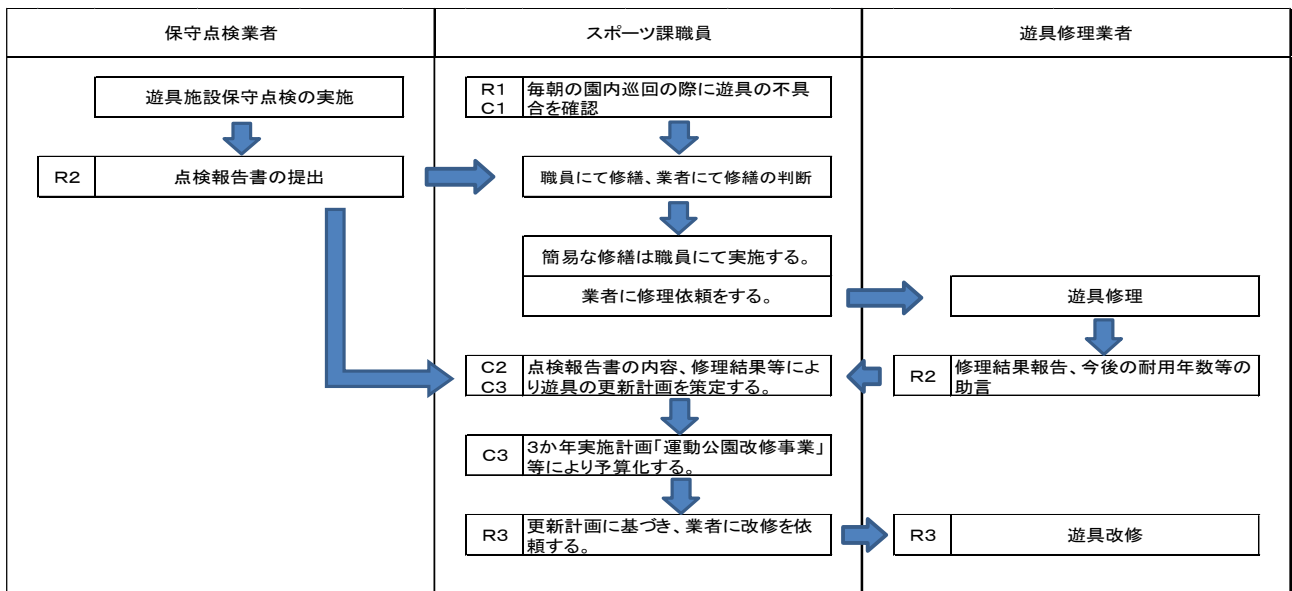 保守点検業者
スポーツ課職員
遊具修理業者
遊具施設保守点検の実施
R1
C1
毎朝の園内巡回の際に遊具の不具
合を確認
R2
点検報告書の提出
職員にて修繕、業者にて修繕の判断
簡易な修繕は職員にて実施する。
業者に修理依頼をする。
遊具修理
C2
C3
点検報告書の内容、修理結果等によ
り遊具の更新計画を策定する。
R2
修理結果報告、今後の耐用年数等の
助言
C3
3か年実施計画「運動公園改修事業」
等により予算化する。
R3
更新計画に基づき、業者に改修を依
頼する。
R3
遊具改修